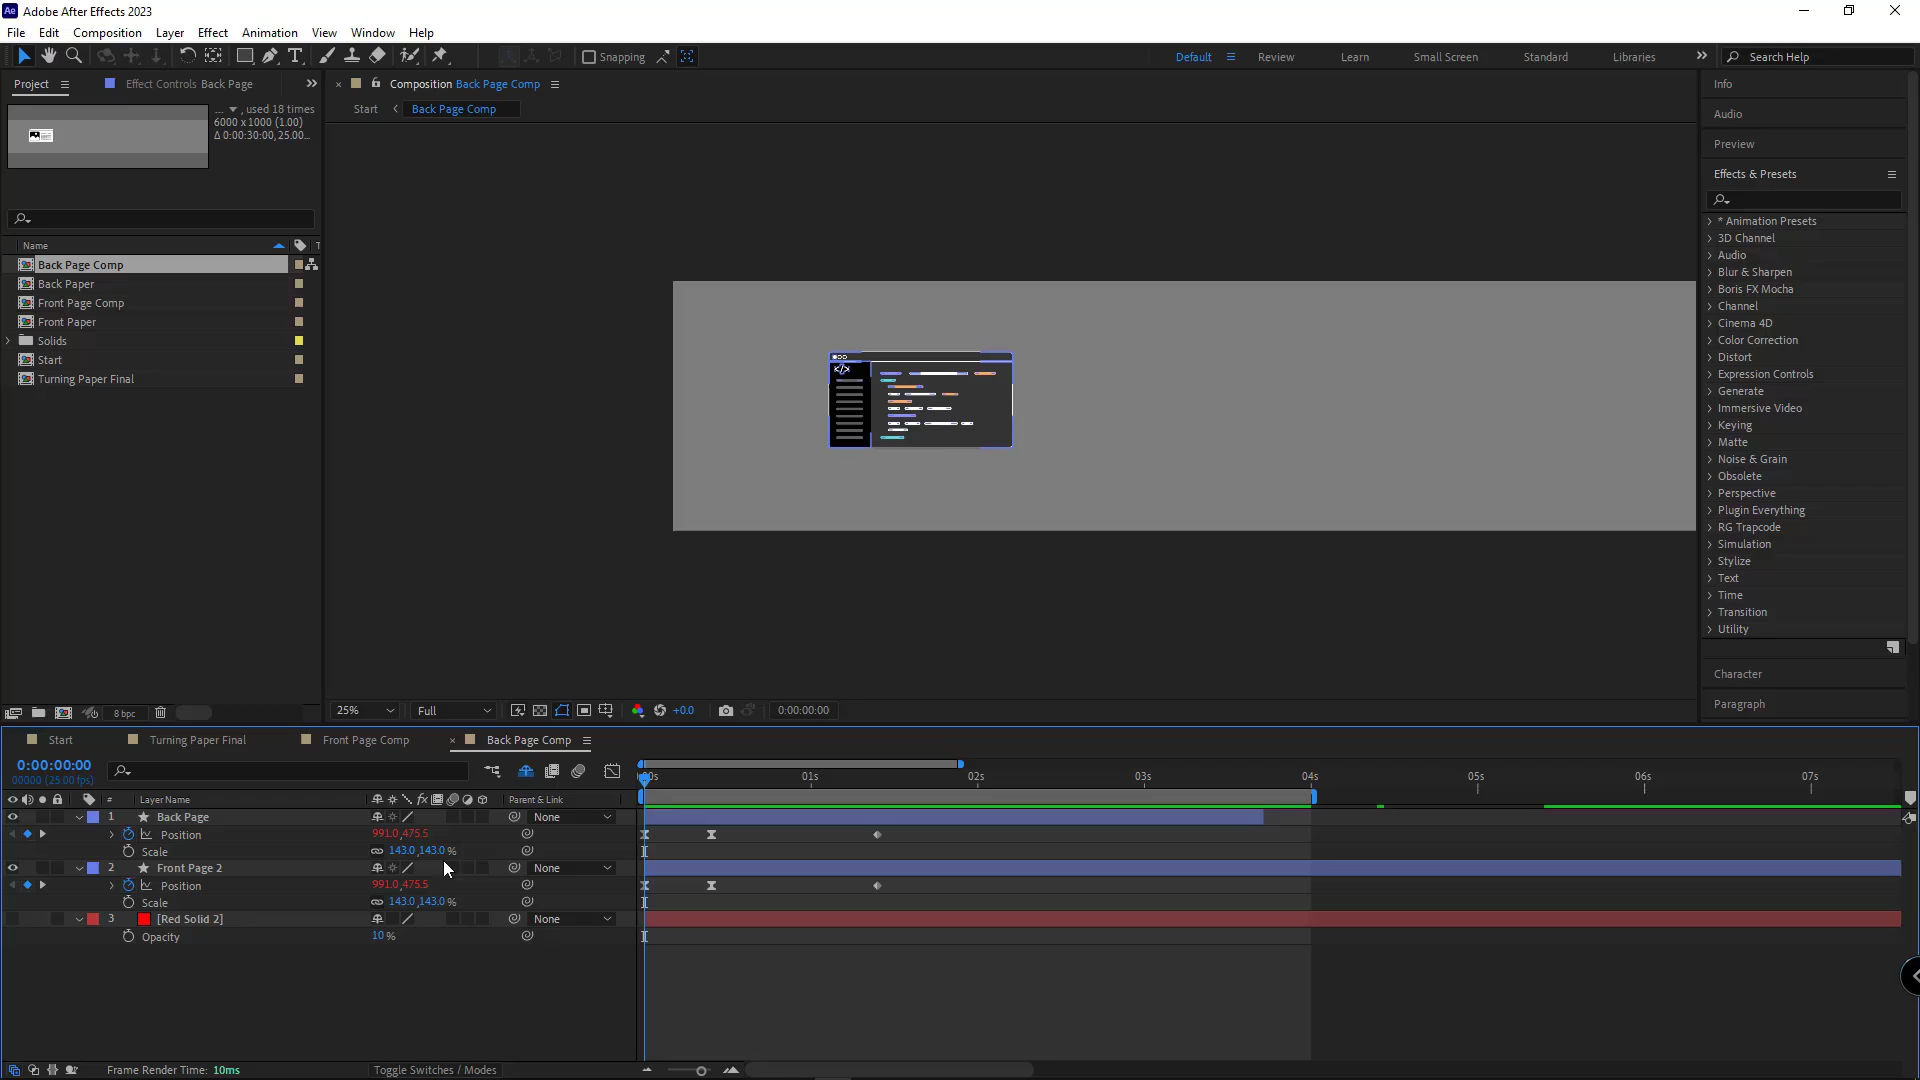 Ae Adobe After Effects 2023
File Edit Composition Layer Effect Animation View Window Help
Snapping
Default Review Learn Small Screen Standard Libraries Search Help
Project Effect Controls Back Page
... , used 18 times
6000 x 1000 (1.00)
Δ 0:00:30:00, 25.00...
Name T
Back Page Comp
Back Paper
Front Page Comp
Front Paper
Solids
Start
Turning Paper Final
8 bpc
Composition Back Page Comp
Start Back Page Comp
25% Full +0.0 0:00:00:00
Info
Audio
Preview
Effects & Presets
* Animation Presets
3D Channel
Audio
Blur & Sharpen
Boris FX Mocha
Channel
Cinema 4D
Color Correction
Distort
Expression Controls
Generate
Immersive Video
Keying
Matte
Noise & Grain
Obsolete
Perspective
Plugin Everything
RG Trapcode
Simulation
Stylize
Text
Time
Transition
Utility
Character
Paragraph
Start Turning Paper Final Front Page Comp Back Page Comp
0:00:00:00
00000 (25.00 fps)
:00s 01s 02s 03s 04s 05s 06s 07s
# Layer Name fx Parent & Link
1 Back Page None
Position 991.0,475.5
Scale 143.0,143.0 %
2 Front Page 2 None
Position 991.0,475.5
Scale 143.0,143.0 %
3 [Red Solid 2] None
Opacity 10 %
Frame Render Time: 10ms Toggle Switches / Modes